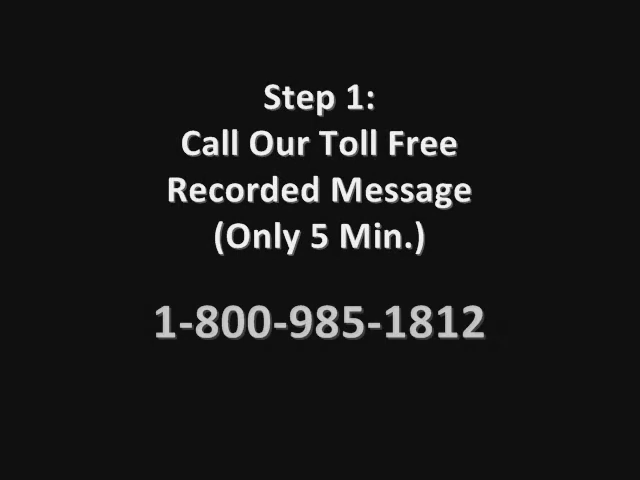 Step 1:
Call Our Toll Free
Recorded Message
(Only 5 Min.)
1-800-985-1812